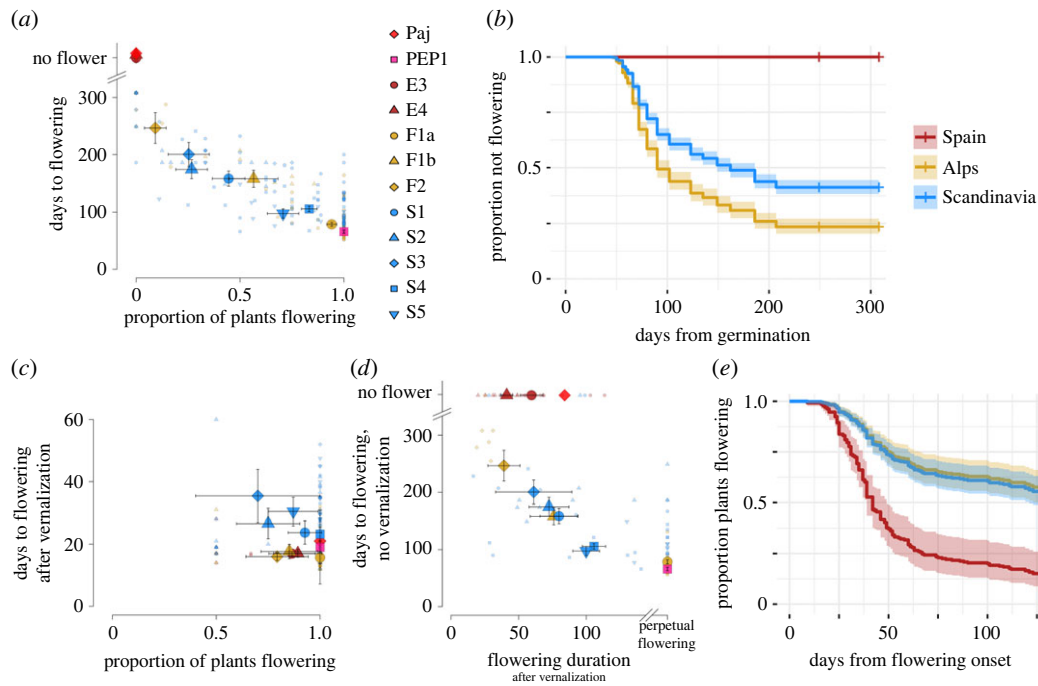 (a)
no flower
300
200
100
0
days to flowering
0
0.5
1.0
proportion of plants flowering
Paj
PEP1
E3
E4
F1a
F1b
F2
S1
S2
S3
S4
S5
(b)
1.0
0.5
0
proportion not flowering
0
100
200
300
days from germination
Spain
Alps
Scandinavia
(c)
60
40
20
0
days to flowering
after vernalization
0
0.5
1.0
proportion of plants flowering
(d)
no flower
300
200
100
0
days to flowering,
no vernalization
0
50
100
perpetual
flowering
flowering duration
after vernalization
(e)
1.0
0.5
0
proportion plants flowering
0
50
100
days from flowering onset